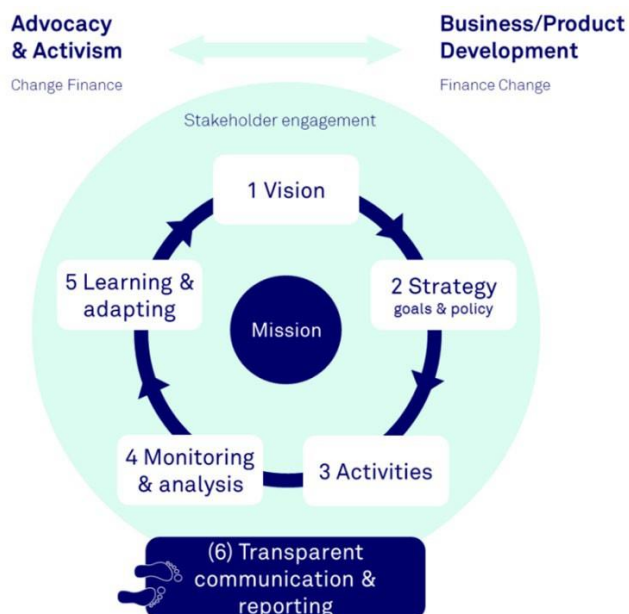 Advocacy
& Activism
Change Finance
Business/Product
Development
Finance Change
Stakeholder engagement
1 Vision
2 Strategy
goals & policy
3 Activities
4 Monitoring
& analysis
5 Learning &
adapting
Mission
(6) Transparent
communication &
reporting